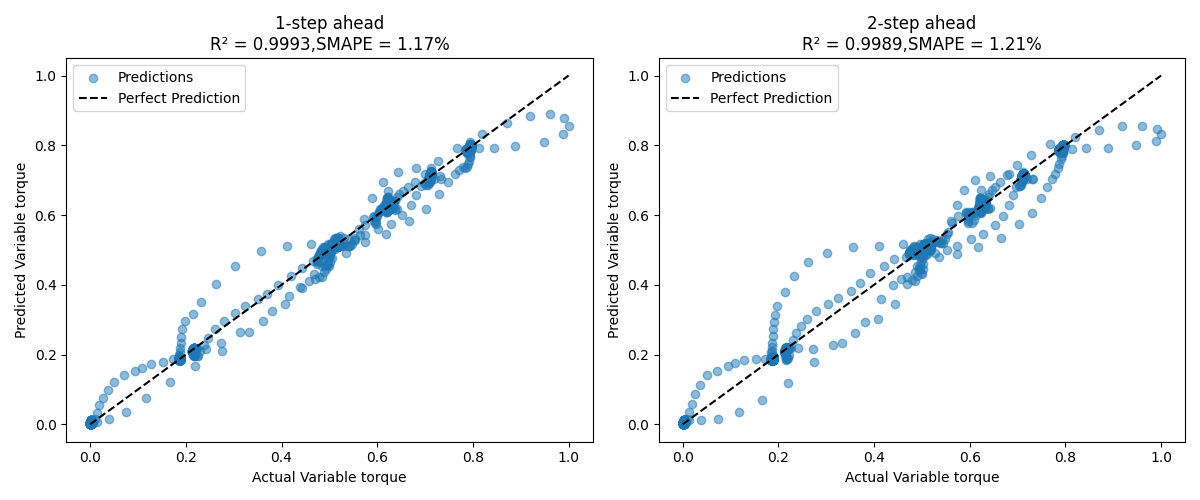 1-step ahead
R² = 0.9993,SMAPE = 1.17%
Predictions
Perfect Prediction
Predicted Variable torque
1.0
0.8
0.6
0.4
0.2
0.0
0.0 0.2 0.4 0.6 0.8 1.0
Actual Variable torque
2-step ahead
R² = 0.9989,SMAPE = 1.21%
Predictions
Perfect Prediction
Predicted Variable torque
1.0
0.8
0.6
0.4
0.2
0.0
0.0 0.2 0.4 0.6 0.8 1.0
Actual Variable torque